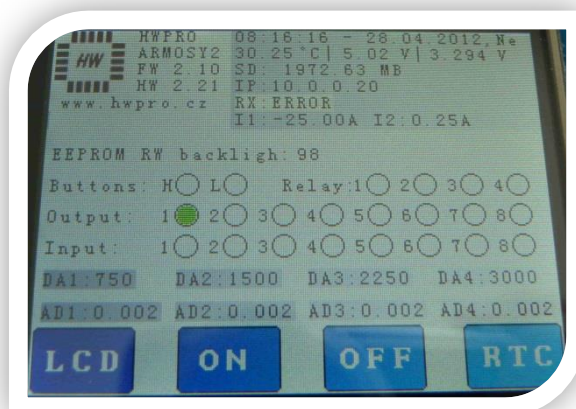 HW
HWPRO 08:16:16 - 28.04.2012,Ne
ARMOSY2 30.25°C| 5.02 V| 3.294 V
FW 2.10 SD: 1972.63 MB
HW 2.21 IP:10.0.0.20
www.hwpro.cz RX:ERROR
I1:-25.00A I2:0.25A
EEPROM RW backligh:98
Buttons: H L Relay:1 2 3 4
Output: 1 2 3 4 5 6 7 8
Input: 1 2 3 4 5 6 7 8
DA1:750 DA2:1500 DA3:2250 DA4:3000
AD1:0.002 AD2:0.002 AD3:0.002 AD4:0.002
LCD ON OFF RTC